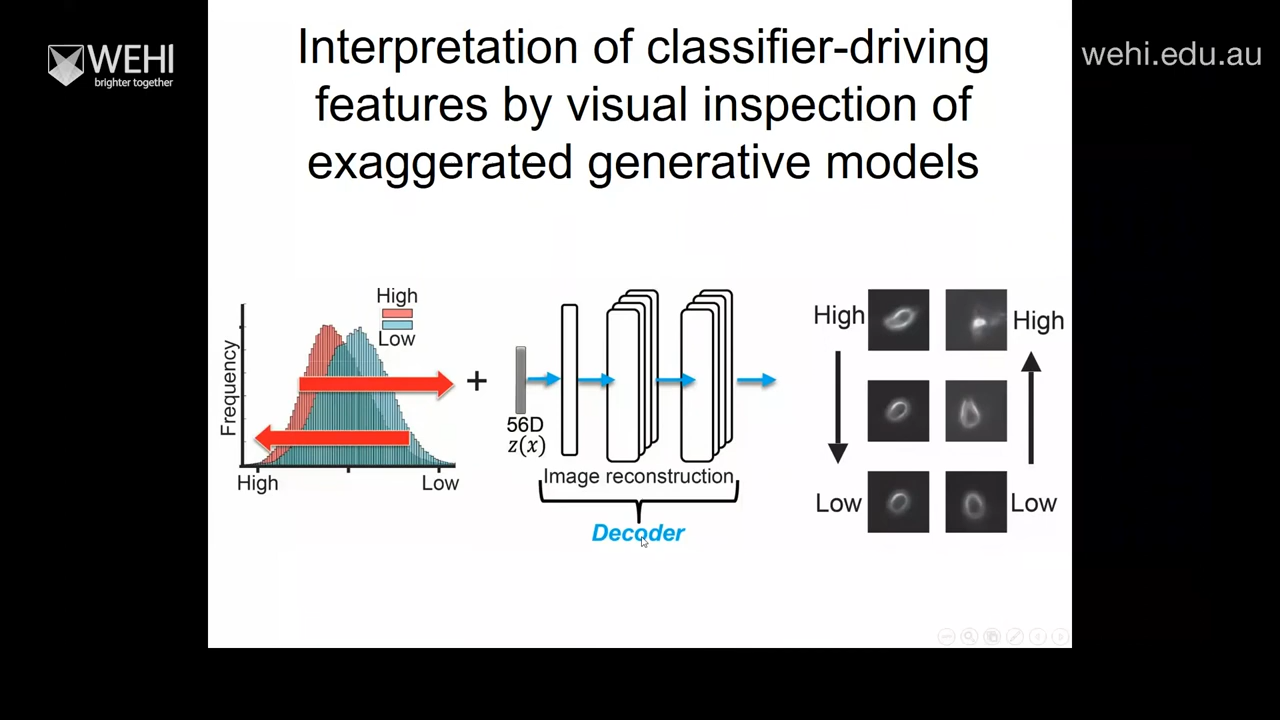 WEHI
brighter together
wehi.edu.au
Interpretation of classifier-driving
features by visual inspection of
exaggerated generative models
High
Low
Frequency
High
Low
+
56D
z(x)
Image reconstruction
Decoder
High
Low
High
Low